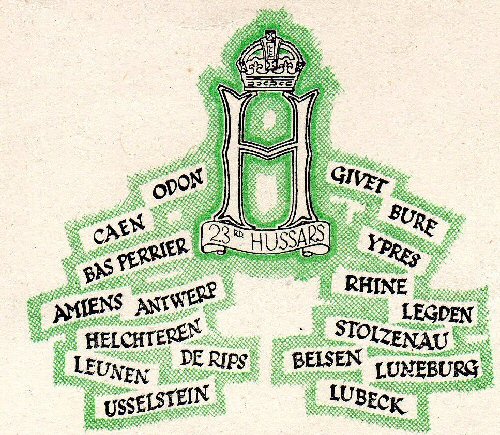 H
23RD HUSSARS
ODON
CAEN
BAS PERRIER
AMIENS ANTWERP
HELCHTEREN
LEUNEN DE RIPS
USSELSTEIN
GIVET
BURE
YPRES
RHINE
LEGDEN
STOLZENAU
BELSEN LUNEBURG
LUBECK